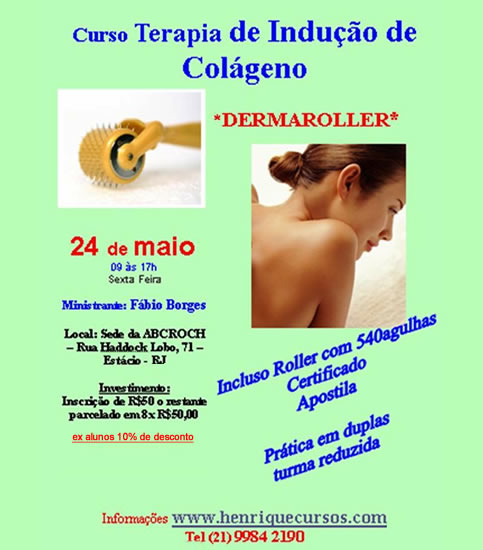 Curso Terapia de Indução de
Colágeno
*DERMAROLLER*
24 de maio
09 às 17h
Sexta Feira
Ministrante: Fábio Borges
Local: Sede da ABCROCH
– Rua Haddock Lobo, 71 –
Estácio - RJ
Investimento:
Inscrição de R$50 o restante
parcelado em 8x R$50,00
ex alunos 10% de desconto
Incluso Roller com 540agulhas
Certificado
Apostila
Prática em duplas
turma reduzida
Informações www.henriquecursos.com
Tel (21) 9984 2190